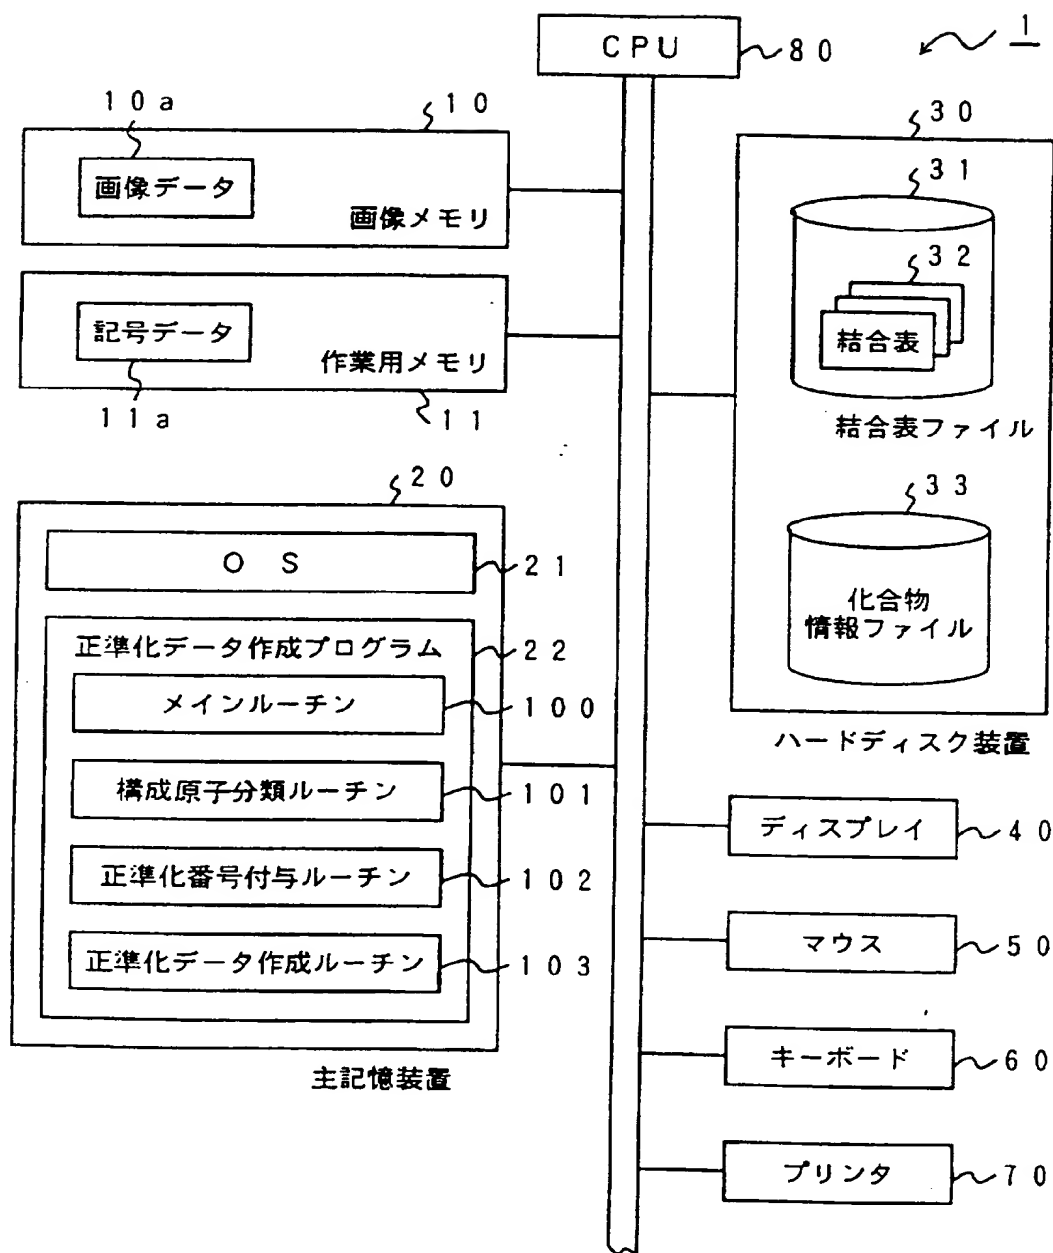 1
CPU
80
10a
10
画像データ
画像メモリ
記号データ
作業用メモリ
11a
11
20
OS
21
正準化データ作成プログラム
22
メインルーチン
100
構成原子分類ルーチン
101
正準化番号付与ルーチン
102
正準化データ作成ルーチン
103
主記憶装置
30
31
32
結合表
結合表ファイル
33
化合物
情報ファイル
ハードディスク装置
ディスプレイ
40
マウス
50
キーボード
60
プリンタ
70